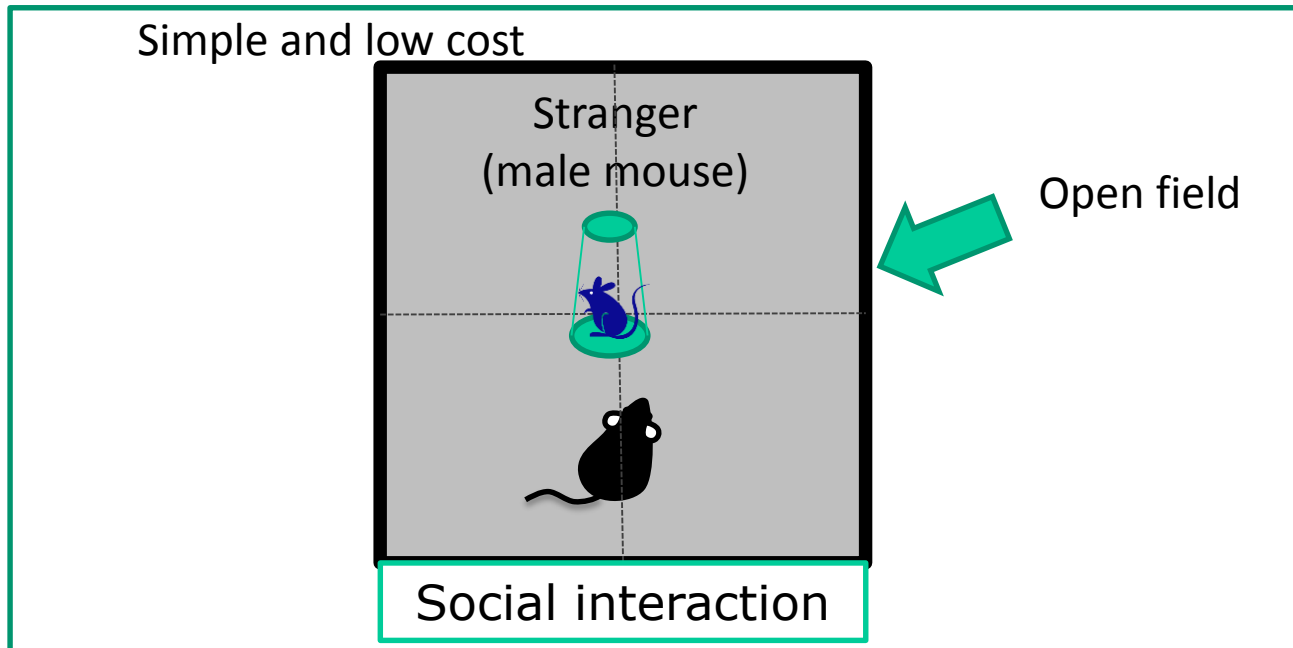 Simple and low cost
Stranger
(male mouse)
Open field
Social interaction